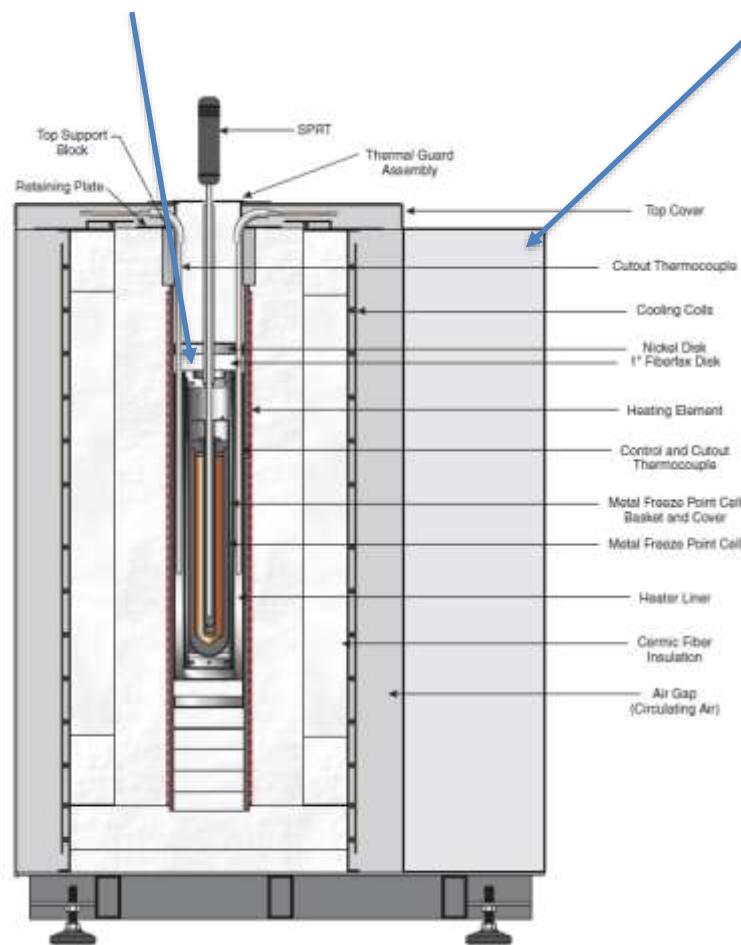 SPRT
Top Support
Block
Thermal Guard
Assembly
Retaining Plate
Top Cover
Cutout Thermocouple
Cooling Coils
Nickel Disk
1" Fiberfax Disk
Heating Element
Control and Cutout
Thermocouple
Metal Freeze Point Cell
Basket and Cover
Metal Freeze Point Cell
Heater Liner
Cermic Fiber
Insulation
Air Gap
(Circulating Air)